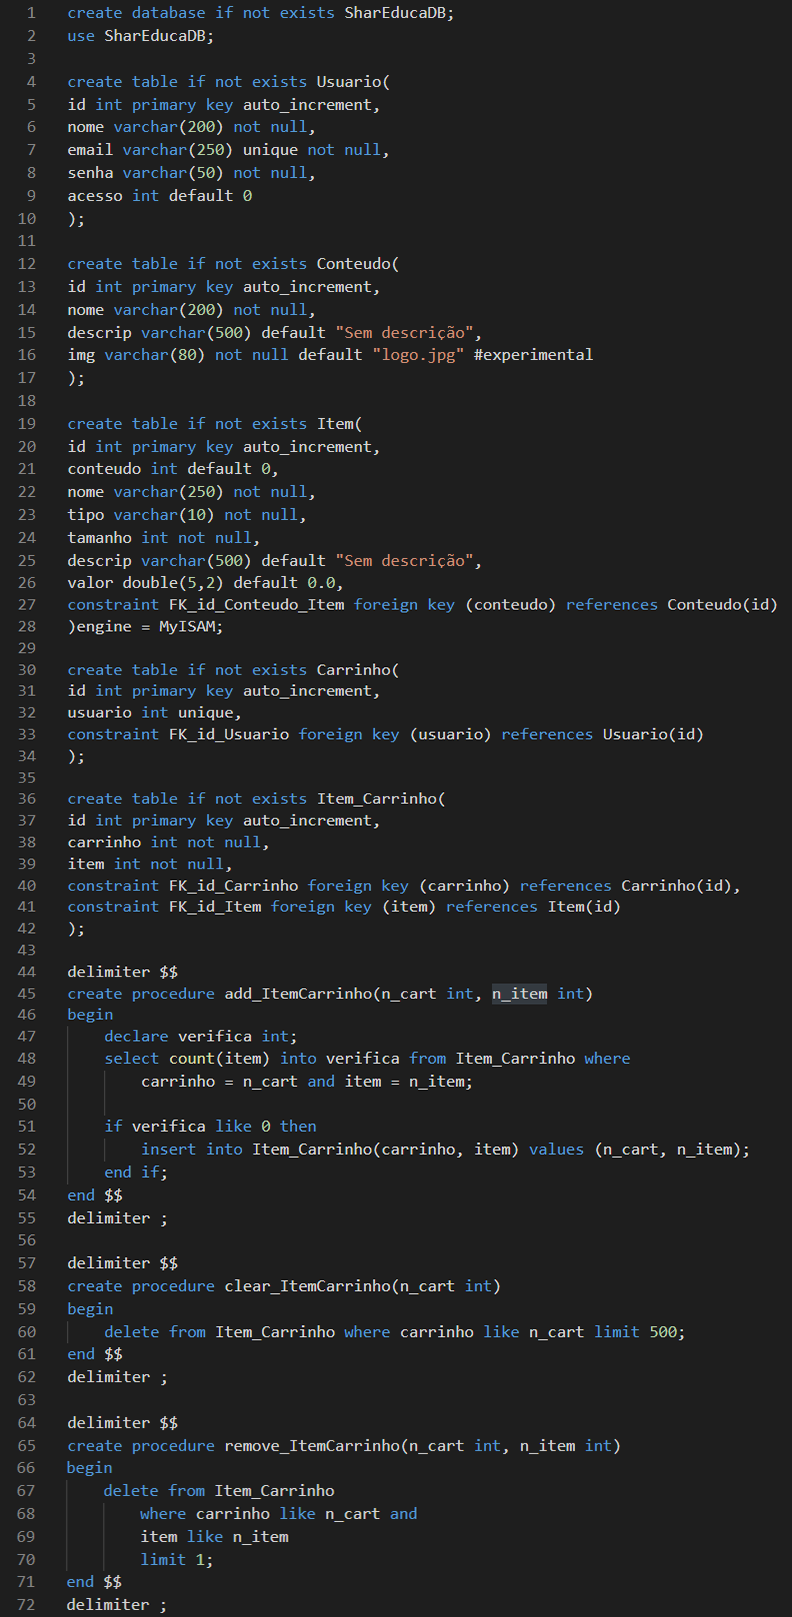 1 create database if not exists SharEducaDB;
2 use SharEducaDB;
3
4 create table if not exists Usuario(
5 id int primary key auto_increment,
6 nome varchar(200) not null,
7 email varchar(250) unique not null,
8 senha varchar(50) not null,
9 acesso int default 0
10 );
11
12 create table if not exists Conteudo(
13 id int primary key auto_increment,
14 nome varchar(200) not null,
15 descrip varchar(500) default "Sem descrição",
16 img varchar(80) not null default "logo.jpg" #experimental
17 );
18
19 create table if not exists Item(
20 id int primary key auto_increment,
21 conteudo int default 0,
22 nome varchar(250) not null,
23 tipo varchar(10) not null,
24 tamanho int not null,
25 descrip varchar(500) default "Sem descrição",
26 valor double(5,2) default 0.0,
27 constraint FK_id_Conteudo_Item foreign key (conteudo) references Conteudo(id)
28 )engine = MyISAM;
29
30 create table if not exists Carrinho(
31 id int primary key auto_increment,
32 usuario int unique,
33 constraint FK_id_Usuario foreign key (usuario) references Usuario(id)
34 );
35
36 create table if not exists Item_Carrinho(
37 id int primary key auto_increment,
38 carrinho int not null,
39 item int not null,
40 constraint FK_id_Carrinho foreign key (carrinho) references Carrinho(id),
41 constraint FK_id_Item foreign key (item) references Item(id)
42 );
43
44 delimiter $$
45 create procedure add_ItemCarrinho(n_cart int, n_item int)
46 begin
47 declare verifica int;
48 select count(item) into verifica from Item_Carrinho where
49 carrinho = n_cart and item = n_item;
50
51 if verifica like 0 then
52 insert into Item_Carrinho(carrinho, item) values (n_cart, n_item);
53 end if;
54 end $$
55 delimiter ;
56
57 delimiter $$
58 create procedure clear_ItemCarrinho(n_cart int)
59 begin
60 delete from Item_Carrinho where carrinho like n_cart limit 500;
61 end $$
62 delimiter ;
63
64 delimiter $$
65 create procedure remove_ItemCarrinho(n_cart int, n_item int)
66 begin
67 delete from Item_Carrinho
68 where carrinho like n_cart and
69 item like n_item
70 limit 1;
71 end $$
72 delimiter ;